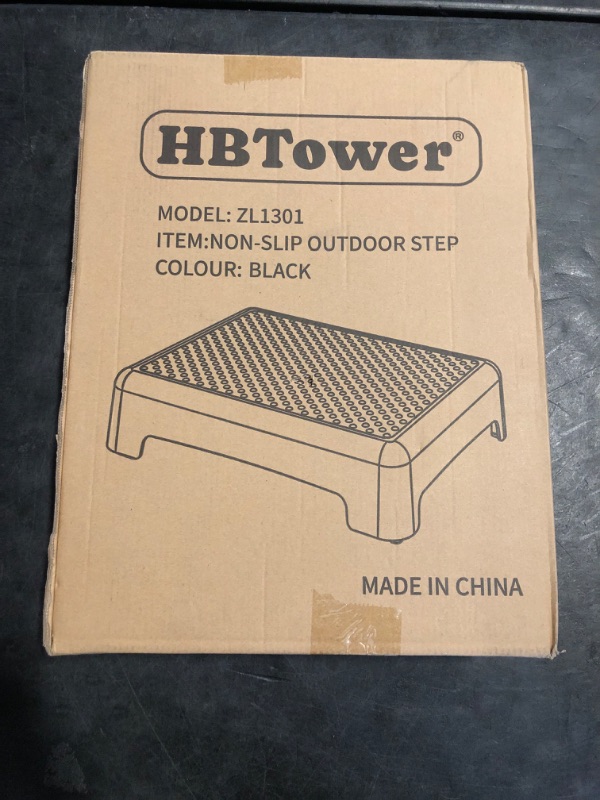 HBTower®
MODEL: ZL1301
ITEM:NON-SLIP OUTDOOR STEP
COLOUR: BLACK
MADE IN CHINA